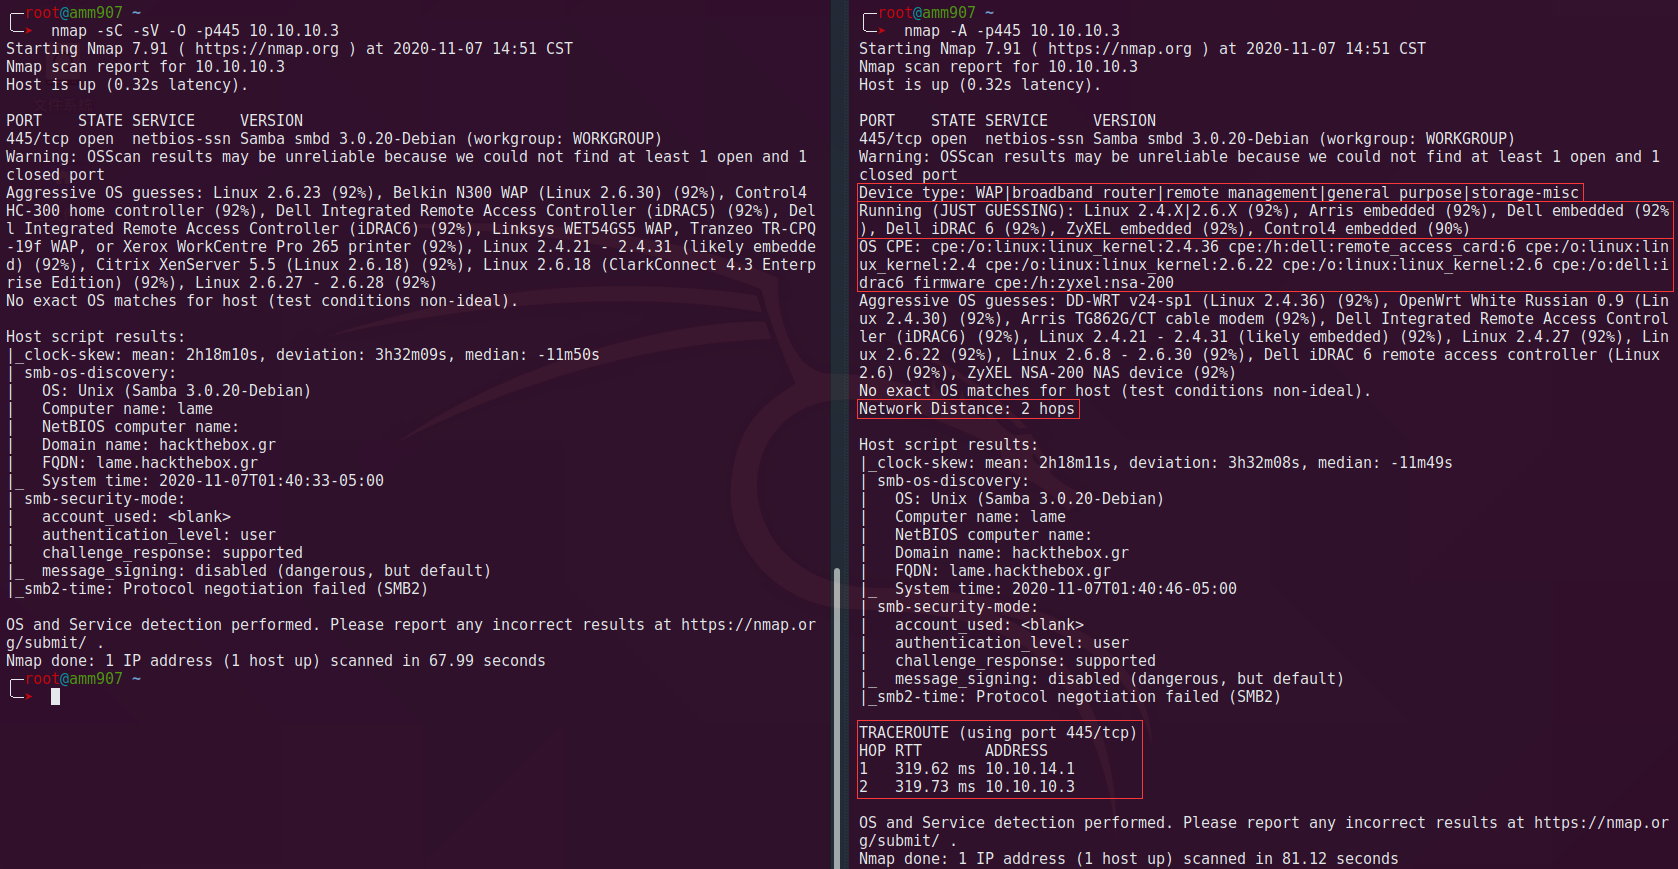 root@amm907 ~
nmap -sC -sV -O -p445 10.10.10.3
Starting Nmap 7.91 ( https://nmap.org ) at 2020-11-07 14:51 CST
Nmap scan report for 10.10.10.3
Host is up (0.32s latency).
PORT    STATE SERVICE     VERSION
445/tcp open  netbios-ssn Samba smbd 3.0.20-Debian (workgroup: WORKGROUP)
Warning: OSScan results may be unreliable because we could not find at least 1 open and 1
closed port
Aggressive OS guesses: Linux 2.6.23 (92%), Belkin N300 WAP (Linux 2.6.30) (92%), Control4
HC-300 home controller (92%), Dell Integrated Remote Access Controller (iDRAC5) (92%), Del
l Integrated Remote Access Controller (iDRAC6) (92%), Linksys WET54GS5 WAP, Tranzeo TR-CPQ
-19f WAP, or Xerox WorkCentre Pro 265 printer (92%), Linux 2.4.21 - 2.4.31 (likely embedde
d) (92%), Citrix XenServer 5.5 (Linux 2.6.18) (92%), Linux 2.6.18 (ClarkConnect 4.3 Enterp
rise Edition) (92%), Linux 2.6.27 - 2.6.28 (92%)
No exact OS matches for host (test conditions non-ideal).
Host script results:
|_clock-skew: mean: 2h18m10s, deviation: 3h32m09s, median: -11m50s
| smb-os-discovery:
|   OS: Unix (Samba 3.0.20-Debian)
|   Computer name: lame
|   NetBIOS computer name:
|   Domain name: hackthebox.gr
|   FQDN: lame.hackthebox.gr
|_  System time: 2020-11-07T01:40:33-05:00
| smb-security-mode:
|   account_used: <blank>
|   authentication_level: user
|   challenge_response: supported
|_  message_signing: disabled (dangerous, but default)
|_smb2-time: Protocol negotiation failed (SMB2)
OS and Service detection performed. Please report any incorrect results at https://nmap.or
g/submit/ .
Nmap done: 1 IP address (1 host up) scanned in 67.99 seconds
root@amm907 ~
root@amm907 ~
nmap -A -p445 10.10.10.3
Starting Nmap 7.91 ( https://nmap.org ) at 2020-11-07 14:51 CST
Nmap scan report for 10.10.10.3
Host is up (0.32s latency).
PORT    STATE SERVICE     VERSION
445/tcp open  netbios-ssn Samba smbd 3.0.20-Debian (workgroup: WORKGROUP)
Warning: OSScan results may be unreliable because we could not find at least 1 open and 1
closed port
Device type: WAP|broadband router|remote management|general purpose|storage-misc
Running (JUST GUESSING): Linux 2.4.X|2.6.X (92%), Arris embedded (92%), Dell embedded (92%
), Dell iDRAC 6 (92%), ZyXEL embedded (92%), Control4 embedded (90%)
OS CPE: cpe:/o:linux:linux_kernel:2.4.36 cpe:/h:dell:remote_access_card:6 cpe:/o:linux:lin
ux_kernel:2.4 cpe:/o:linux:linux_kernel:2.6.22 cpe:/o:linux:linux_kernel:2.6 cpe:/o:dell:i
drac6_firmware cpe:/h:zyxel:nsa-200
Aggressive OS guesses: DD-WRT v24-sp1 (Linux 2.4.36) (92%), OpenWrt White Russian 0.9 (Lin
ux 2.4.30) (92%), Arris TG862G/CT cable modem (92%), Dell Integrated Remote Access Control
ler (iDRAC6) (92%), Linux 2.4.21 - 2.4.31 (likely embedded) (92%), Linux 2.4.27 (92%), Lin
ux 2.6.22 (92%), Linux 2.6.8 - 2.6.30 (92%), Dell iDRAC 6 remote access controller (Linux
2.6) (92%), ZyXEL NSA-200 NAS device (92%)
No exact OS matches for host (test conditions non-ideal).
Network Distance: 2 hops
Host script results:
|_clock-skew: mean: 2h18m11s, deviation: 3h32m08s, median: -11m49s
| smb-os-discovery:
|   OS: Unix (Samba 3.0.20-Debian)
|   Computer name: lame
|   NetBIOS computer name:
|   Domain name: hackthebox.gr
|   FQDN: lame.hackthebox.gr
|_  System time: 2020-11-07T01:40:46-05:00
| smb-security-mode:
|   account_used: <blank>
|   authentication_level: user
|   challenge_response: supported
|_  message_signing: disabled (dangerous, but default)
|_smb2-time: Protocol negotiation failed (SMB2)
TRACEROUTE (using port 445/tcp)
HOP RTT       ADDRESS
1   319.62 ms 10.10.14.1
2   319.73 ms 10.10.10.3
OS and Service detection performed. Please report any incorrect results at https://nmap.or
g/submit/ .
Nmap done: 1 IP address (1 host up) scanned in 81.12 seconds